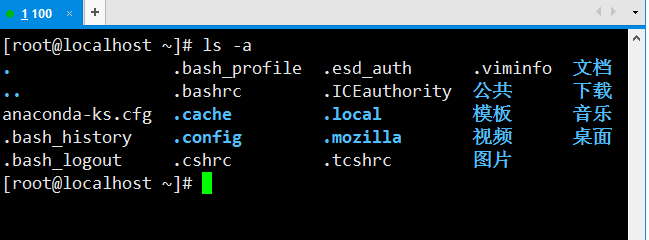 1 100
[root@localhost ~]# ls -a
. .bash_profile .esd_auth .viminfo 文档
.. .bashrc .ICEauthority 公共 下载
anaconda-ks.cfg .cache .local 模板 音乐
.bash_history .config .mozilla 视频 桌面
.bash_logout .cshrc .tcshrc 图片
[root@localhost ~]#